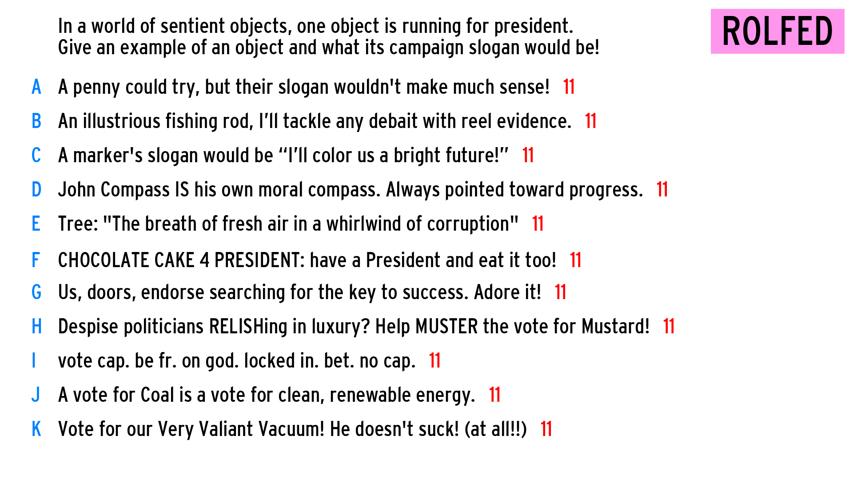 In a world of sentient objects, one object is running for president.
Give an example of an object and what its campaign slogan would be!
ROLFED
A A penny could try, but their slogan wouldn't make much sense! 11
B An illustrious fishing rod, I'll tackle any debait with reel evidence. 11
C A marker's slogan would be “I'll color us a bright future!” 11
D John Compass IS his own moral compass. Always pointed toward progress. 11
E Tree: "The breath of fresh air in a whirlwind of corruption" 11
F CHOCOLATE CAKE 4 PRESIDENT: have a President and eat it too! 11
G Us, doors, endorse searching for the key to success. Adore it! 11
H Despise politicians RELISHing in luxury? Help MUSTER the vote for Mustard! 11
I vote cap. be fr. on god. locked in. bet. no cap. 11
J A vote for Coal is a vote for clean, renewable energy. 11
K Vote for our Very Valiant Vacuum! He doesn't suck! (at all!!) 11